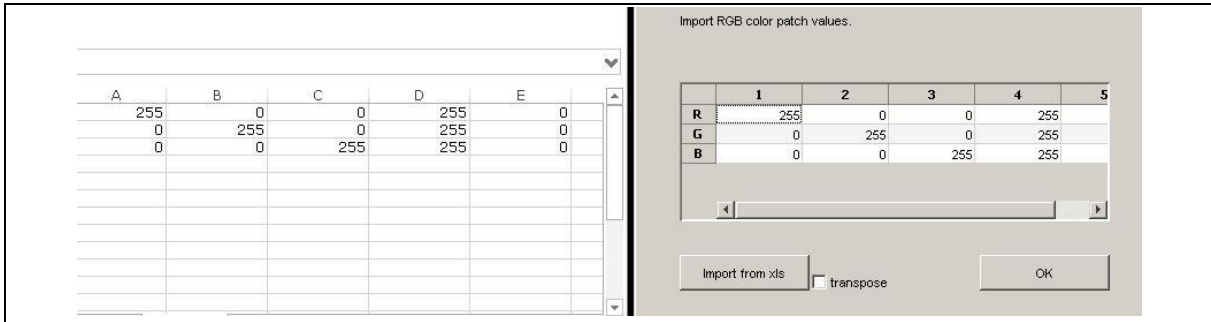 A B C D E
255 0 0 255 0
0 255 0 255 0
0 0 255 255 0
Import RGB color patch values.
1 2 3 4 5
R 255 0 0 255
G 0 255 0 255
B 0 0 255 255
Import from xls transpose OK